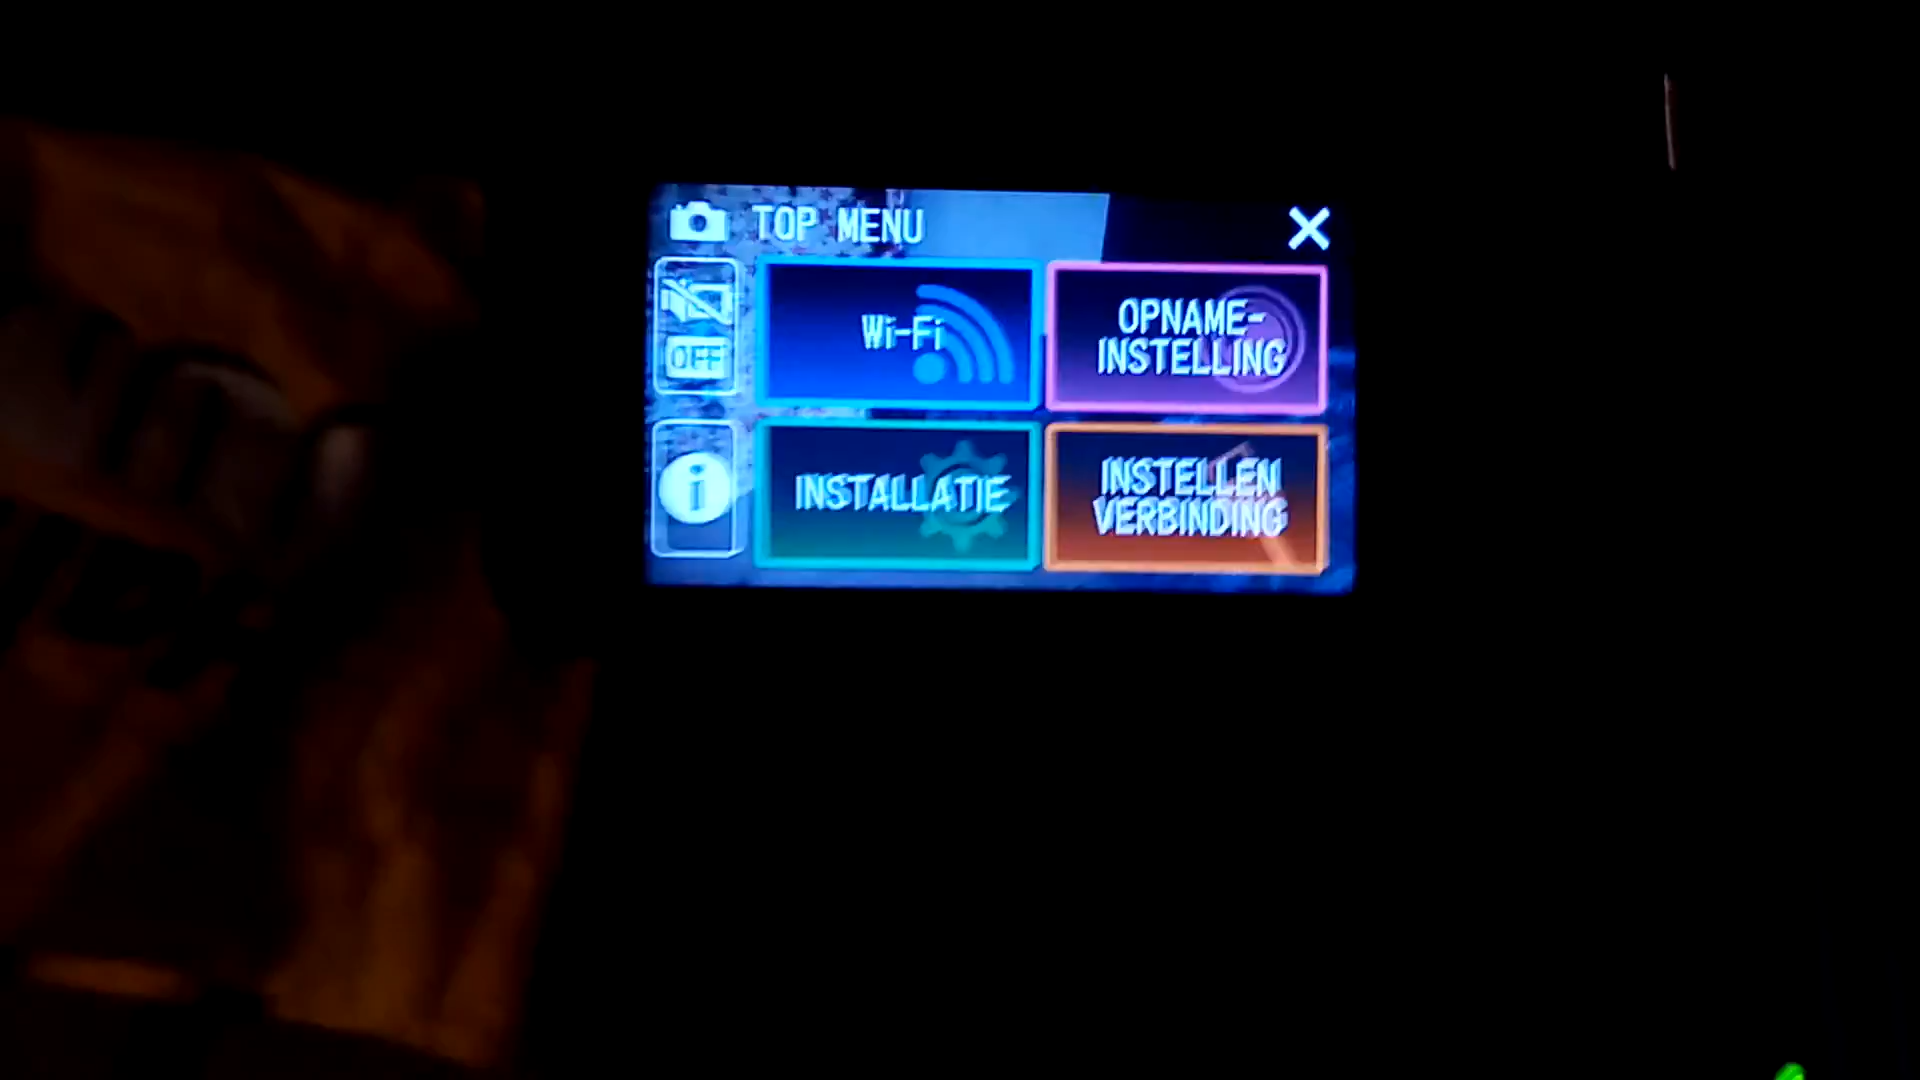 TOP MENU
OFF
Wi-Fi
OPNAME-
INSTELLING
i
INSTALLATIE
INSTELLEN
VERBINDING